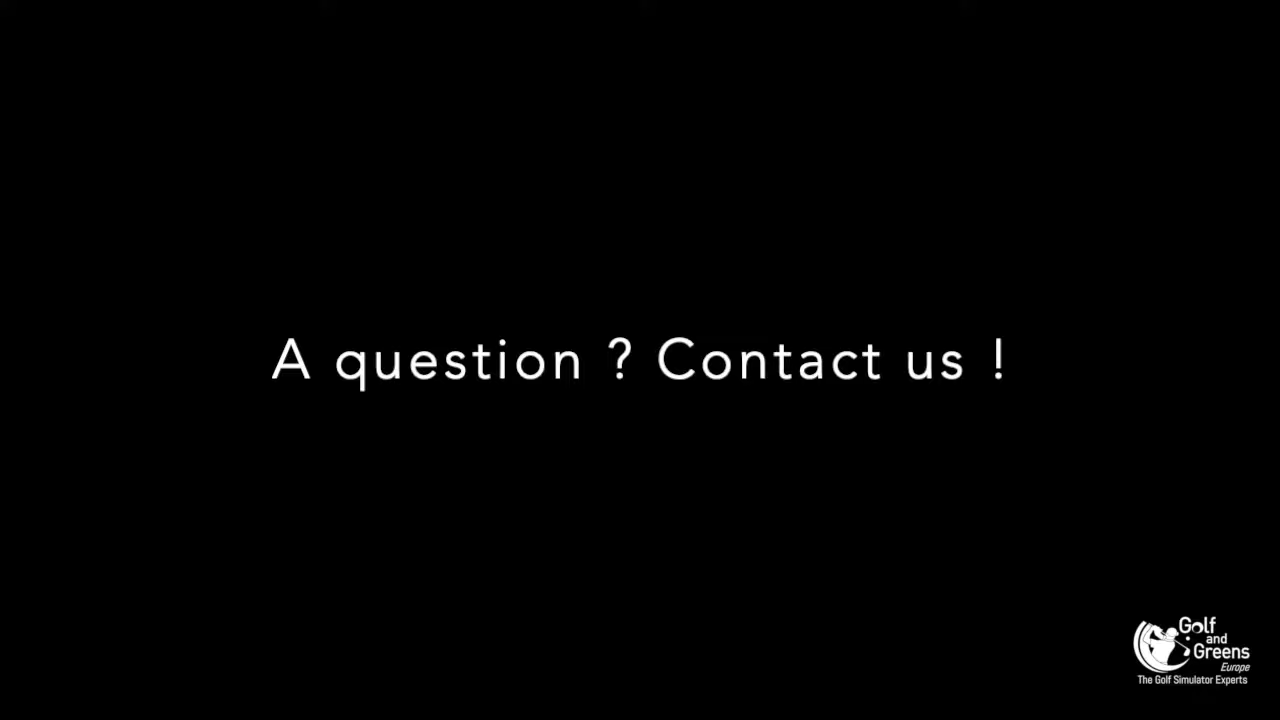 A question ? Contact us !
Golf
and
Greens
Europe
The Golf Simulator Experts